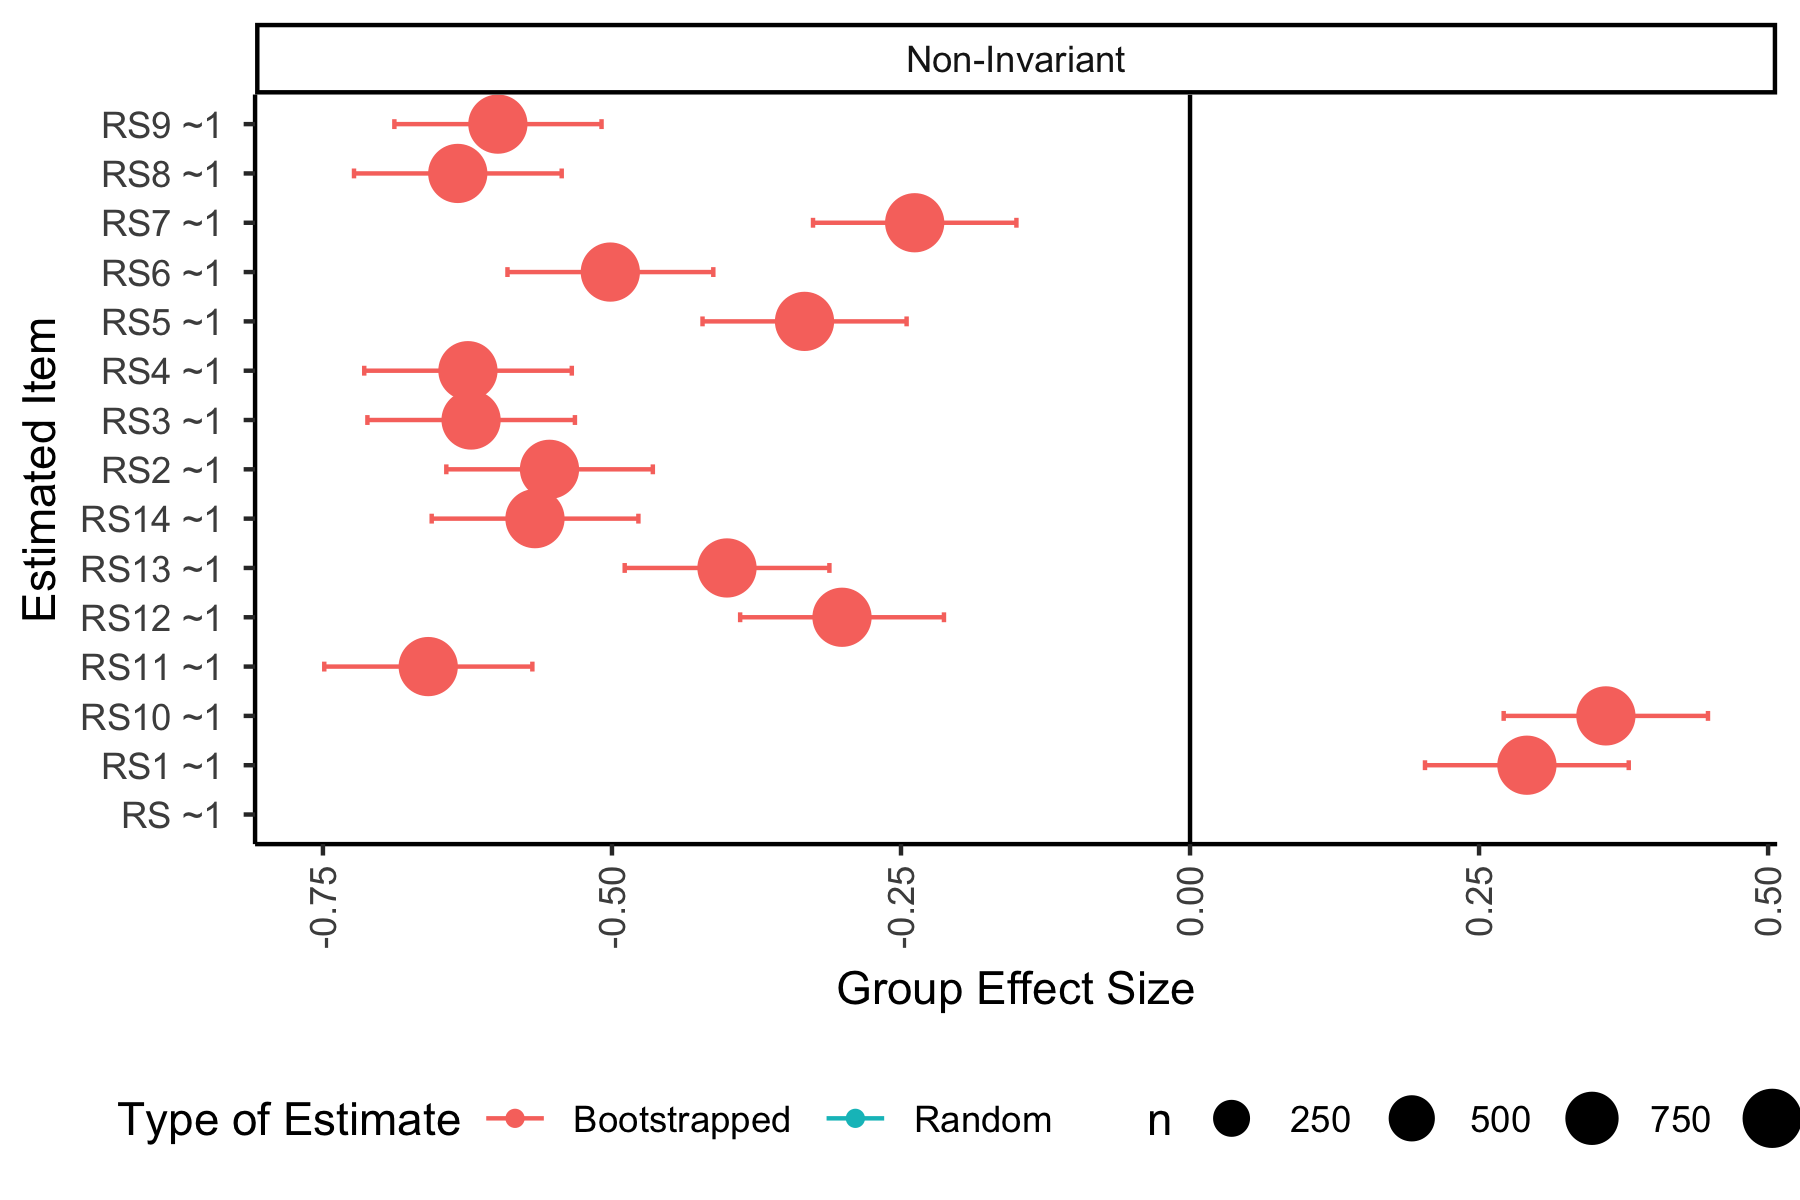 Non-Invariant
RS9 ~1
RS8 ~1
RS7 ~1
RS6 ~1
RS5 ~1
RS4 ~1
RS3 ~1
RS2 ~1
RS14 ~1
RS13 ~1
RS12 ~1
RS11 ~1
RS10 ~1
RS1 ~1
RS ~1
Estimated Item
-0.75 -0.50 -0.25 0.00 0.25 0.50
Group Effect Size
Type of Estimate Bootstrapped Random n 250 500 750